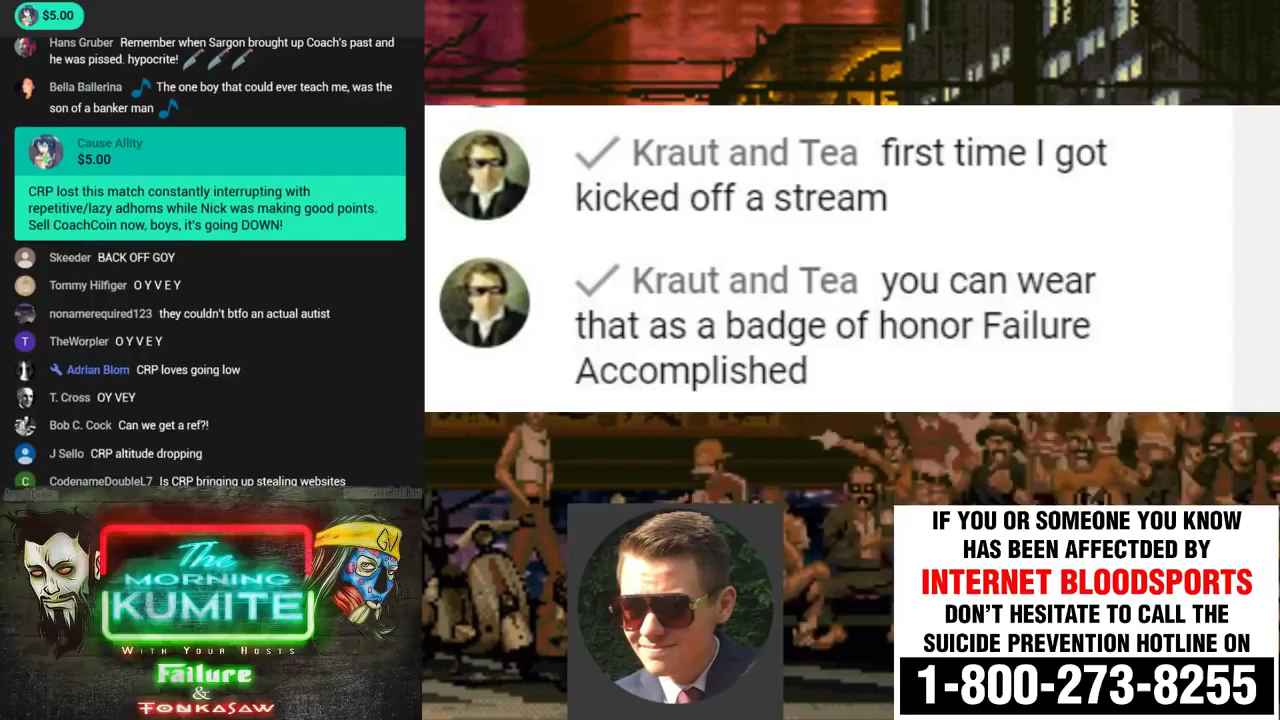 $5.00
Hans Gruber Remember when Sargon brought up Coach's past and
he was pissed. hypocrite!
Bella Ballerina The one boy that could ever teach me, was the
son of a banker man
Cause Allity
$5.00
CRP lost this match constantly interrupting with
repetitive/lazy adhoms while Nick was making good points.
Sell CoachCoin now, boys, it's going DOWN!
Skeeder BACK OFF GOY
Tommy Hilfiger O Y V E Y
nonamerequired123 they couldn't btfo an actual autist
T
TheWorpler O Y V E Y
Adrian Blom CRP loves going low
T. Cross OY VEY
Bob C. Cock Can we get a ref?!
J Sello CRP altitude dropping
C
CodenameDoubleL7 Is CRP bringing up stealing websites
The
MORNING
KUMITE
WITH YOUR HOSTS
Failure
&
TONKASAW
Kraut and Tea first time I got
kicked off a stream
Kraut and Tea you can wear
that as a badge of honor Failure
Accomplished
IF YOU OR SOMEONE YOU KNOW
HAS BEEN AFFECTDED BY
INTERNET BLOODSPORTS
DON'T HESITATE TO CALL THE
SUICIDE PREVENTION HOTLINE ON
1-800-273-8255